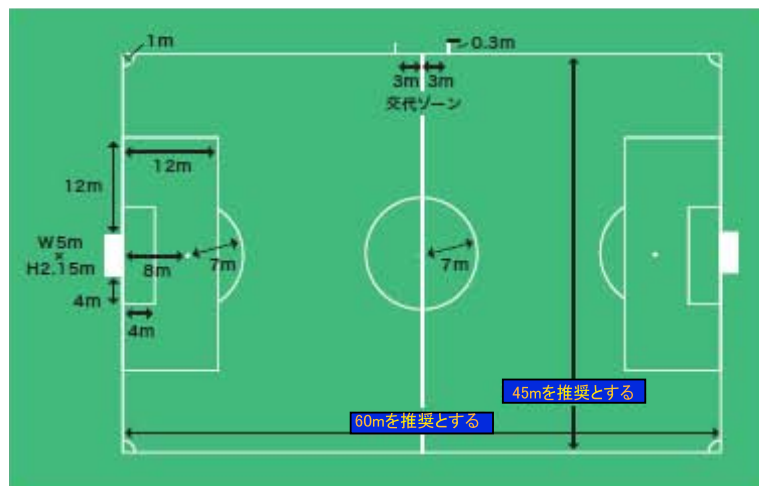 1m
0.3m
3m 3m
交代ゾーン
12m
12m
W5m
×
H2.15m
8m
7m
7m
4m
4m
45mを推奨とする
60mを推奨とする